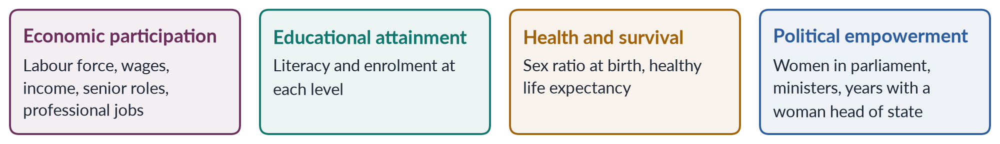 Economic participation
Labour force, wages,
income, senior roles,
professional jobs
Educational attainment
Literacy and enrolment at
each level
Health and survival
Sex ratio at birth, healthy
life expectancy
Political empowerment
Women in parliament,
ministers, years with a
woman head of state